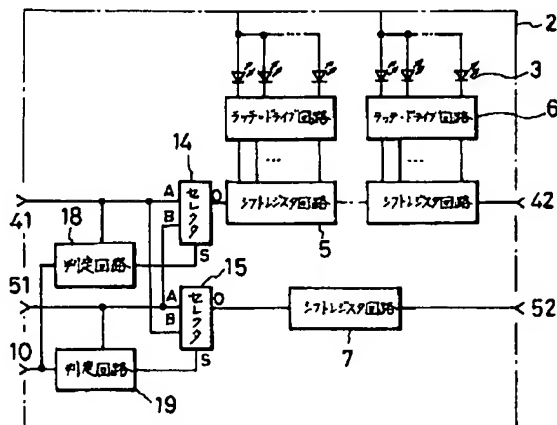 2
3
ラッチ・ドライブ回路
ラッチ・ドライブ回路
6
14
...
...
A
セレクタ
O
シフトレジスタ回路
シフトレジスタ回路
42
41
B
5
18
判定回路
S
15
51
A
セレクタ
O
シフトレジスタ回路
52
B
7
10
判定回路
S
19